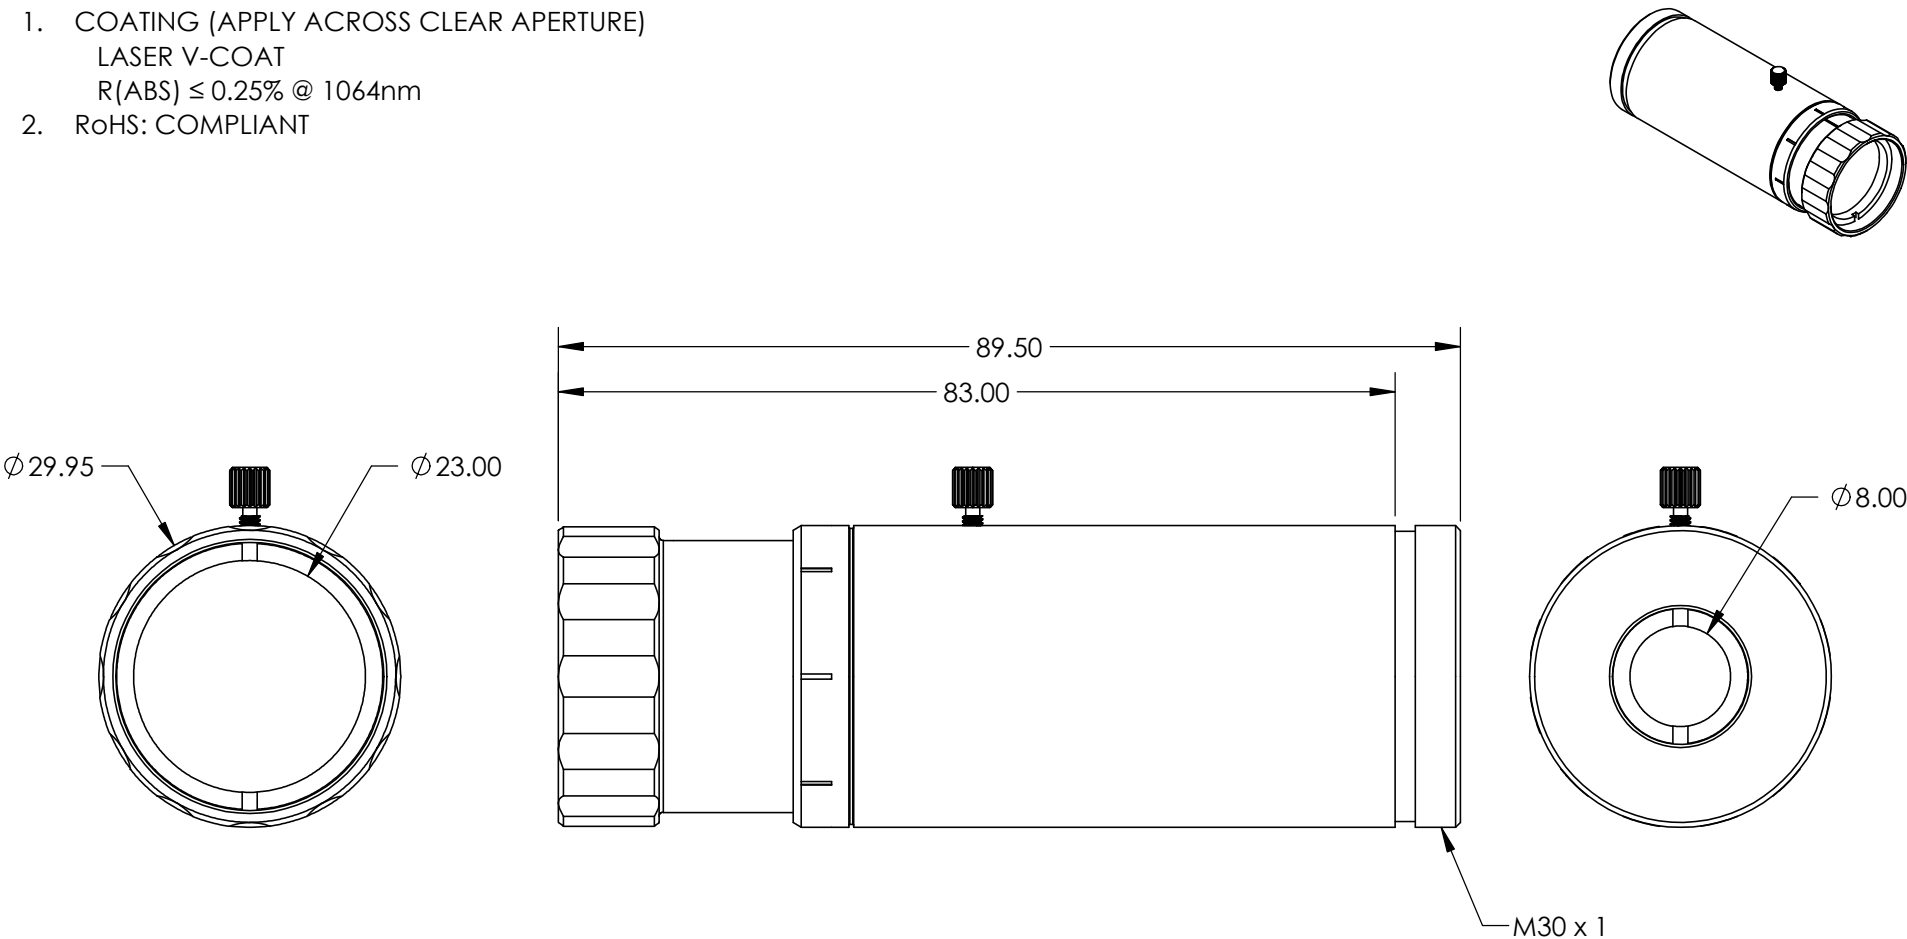 1. COATING (APPLY ACROSS CLEAR APERTURE)
LASER V-COAT
R(ABS) ≤ 0.25% @ 1064nm
2. RoHS: COMPLIANT
89.50
83.00
∅29.95
∅23.00
∅8.00
M30 x 1